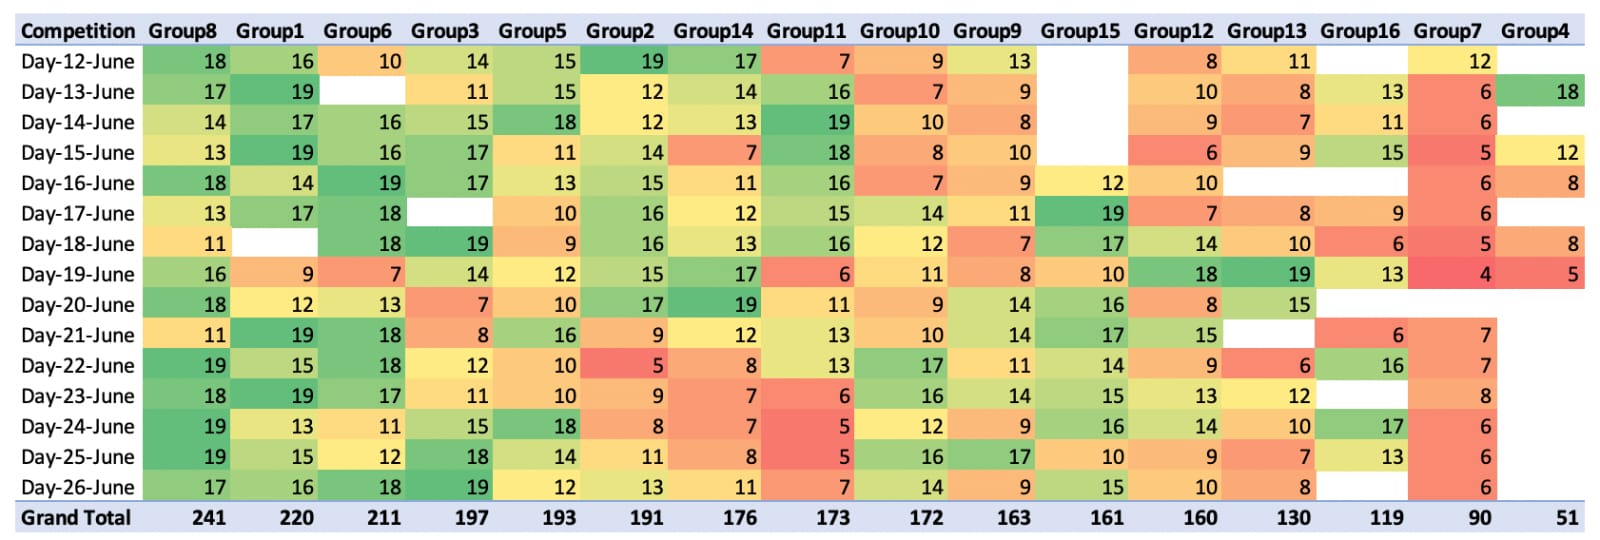 Competition Group8 Group1 Group6 Group3 Group5 Group2 Group14 Group11 Group10 Group9 Group15 Group12 Group13 Group16 Group7 Group4
Day-12-June 18 16 10 14 15 19 17 7 9 13 8 11 12
Day-13-June 17 19 11 15 12 14 16 7 9 10 8 13 6 18
Day-14-June 14 17 16 15 18 12 13 19 10 8 9 7 11 6
Day-15-June 13 19 16 17 11 14 7 18 8 10 6 9 15 5 12
Day-16-June 18 14 19 17 13 15 11 16 7 9 12 10 6 8
Day-17-June 13 17 18 10 16 12 15 14 11 19 7 8 9 6
Day-18-June 11 18 19 9 16 13 16 12 7 17 14 10 6 5 8
Day-19-June 16 9 7 14 12 15 17 6 11 8 10 18 19 13 4 5
Day-20-June 18 12 13 7 10 17 19 11 9 14 16 8 15
Day-21-June 11 19 18 8 16 9 12 13 10 14 17 15 6 7
Day-22-June 19 15 18 12 10 5 8 13 17 11 14 9 6 16 7
Day-23-June 18 19 17 11 10 9 7 6 16 14 15 13 12 8
Day-24-June 19 13 11 15 18 8 7 5 12 9 16 14 10 17 6
Day-25-June 19 15 12 18 14 11 8 5 16 17 10 9 7 13 6
Day-26-June 17 16 18 19 12 13 11 7 14 9 15 10 8 6
Grand Total 241 220 211 197 193 191 176 173 172 163 161 160 130 119 90 51